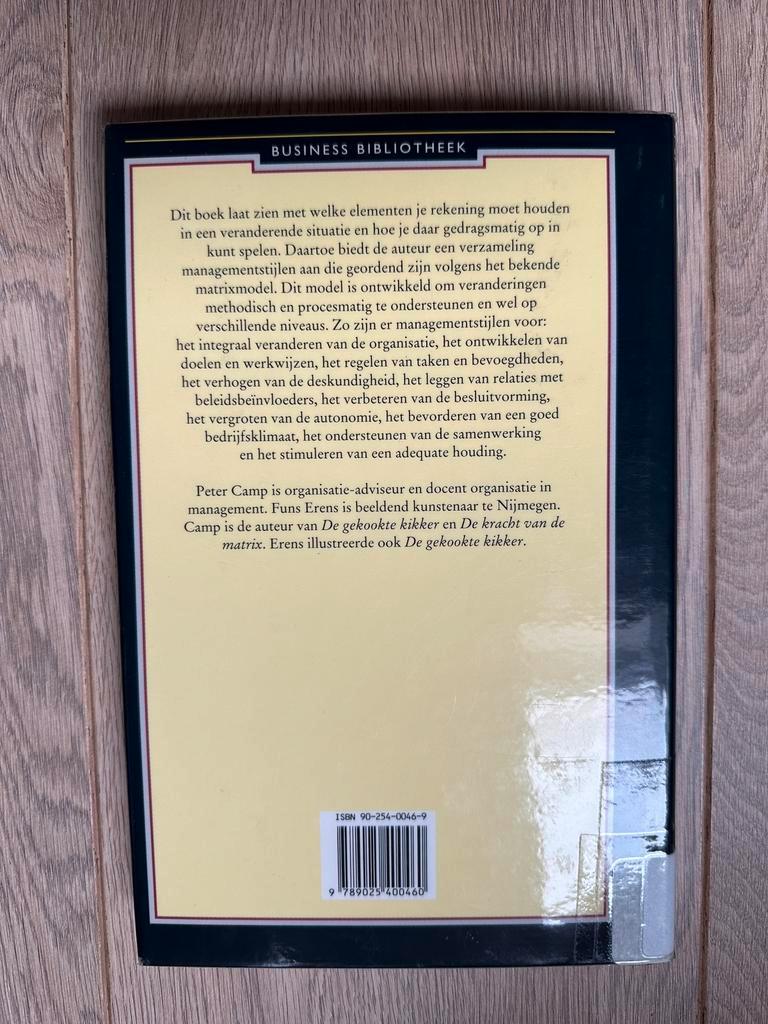 BUSINESS BIBLIOTHEEK
Dit boek laat zien met welke elementen je rekening moet houden
in een veranderende situatie en hoe je daar gedragsmatig op in
kunt spelen. Daartoe biedt de auteur een verzameling
managementstijlen aan die geordend zijn volgens het bekende
matrixmodel. Dit model is ontwikkeld om veranderingen
methodisch en procesmatig te ondersteunen en wel op
verschillende niveaus. Zo zijn er managementstijlen voor:
het integraal veranderen van de organisatie, het ontwikkelen van
doelen en werkwijzen, het regelen van taken en bevoegdheden,
het verhogen van de deskundigheid, het leggen van relaties met
beleidsbeïnvloeders, het verbeteren van de besluitvorming,
het vergroten van de autonomie, het bevorderen van een goed
bedrijfsklimaat, het ondersteunen van de samenwerking
en het stimuleren van een adequate houding.
Peter Camp is organisatie-adviseur en docent organisatie in
management. Funs Erens is beeldend kunstenaar te Nijmegen.
Camp is de auteur van De gekookte kikker en De kracht van de
matrix. Erens illustreerde ook De gekookte kikker.
ISBN 90-254-0046-9
9 789025 400460